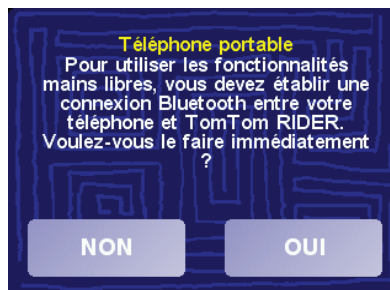 Téléphone portable
Pour utiliser les fonctionnalités
mains libres, vous devez établir une
connexion Bluetooth entre votre
téléphone et TomTom RIDER.
Voulez-vous le faire immédiatement
?
NON
OUI